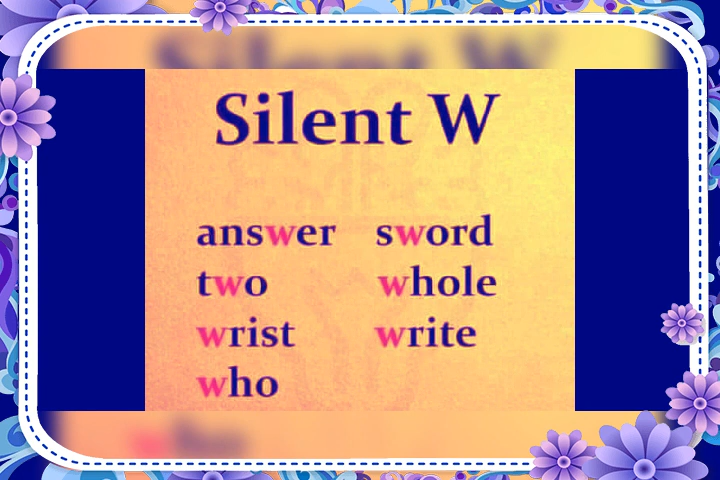 Silent W
answer sword
two whole
wrist write
who